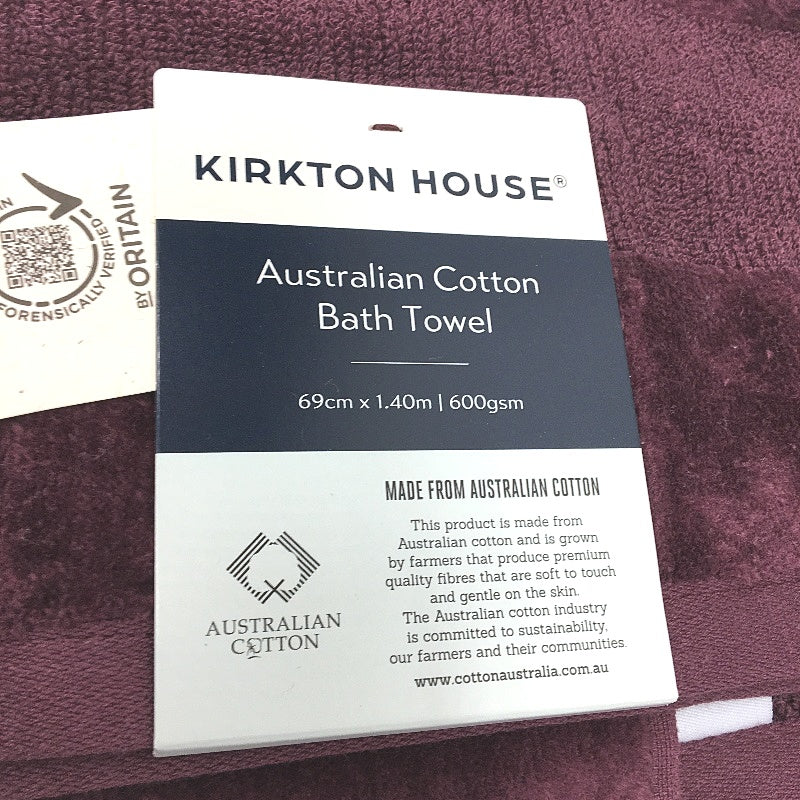 KIRKTON HOUSE®
Australian Cotton
Bath Towel
69cm x 1.40m | 600gsm
MADE FROM AUSTRALIAN COTTON
This product is made from
Australian cotton and is grown
by farmers that produce premium
quality fibres that are soft to touch
and gentle on the skin.
The Australian cotton industry
is committed to sustainability,
our farmers and their communities.
www.cottonaustralia.com.au
AUSTRALIAN
COTTON
FORENSICALLY VERIFIED
BY ORITAIN